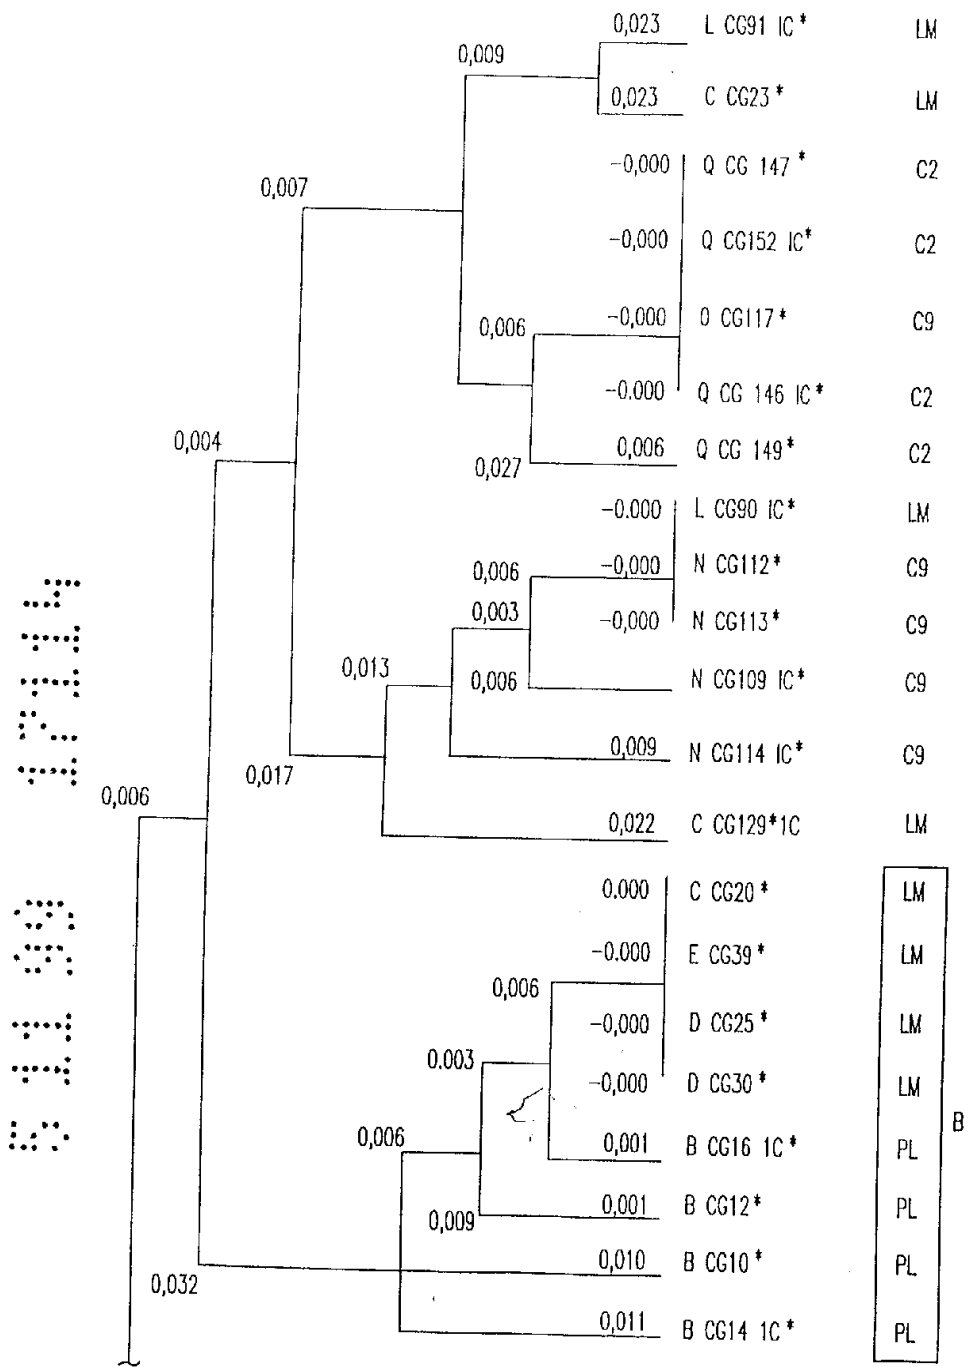 0,023 L CG91 IC* LM
0,009
0,023 C CG23* LM
-0,000 Q CG 147 * C2
0,007
-0,000 Q CG152 IC* C2
-0,000 O CG117* C9
0,006
-0.000 Q CG 146 IC* C2
0,004
0,006 Q CG 149* C2
0,027
-0.000 L CG90 IC* LM
-0,000 N CG112* C9
0,006
0,003
-0,000 N CG113* C9
0,013
0,006 N CG109 IC* C9
0,009 N CG114 IC* C9
0,017
0,006
0,022 C CG129*1C LM
0.000 C CG20* LM
-0.000 E CG39* LM
0,006
-0,000 D CG25* LM
0.003
-0,000 D CG30* LM
B
0,006
0,001 B CG16 1C* PL
0,001 B CG12* PL
0,009
0,010 B CG10* PL
0,032
0,011 B CG14 1C* PL
5 11 99 17114